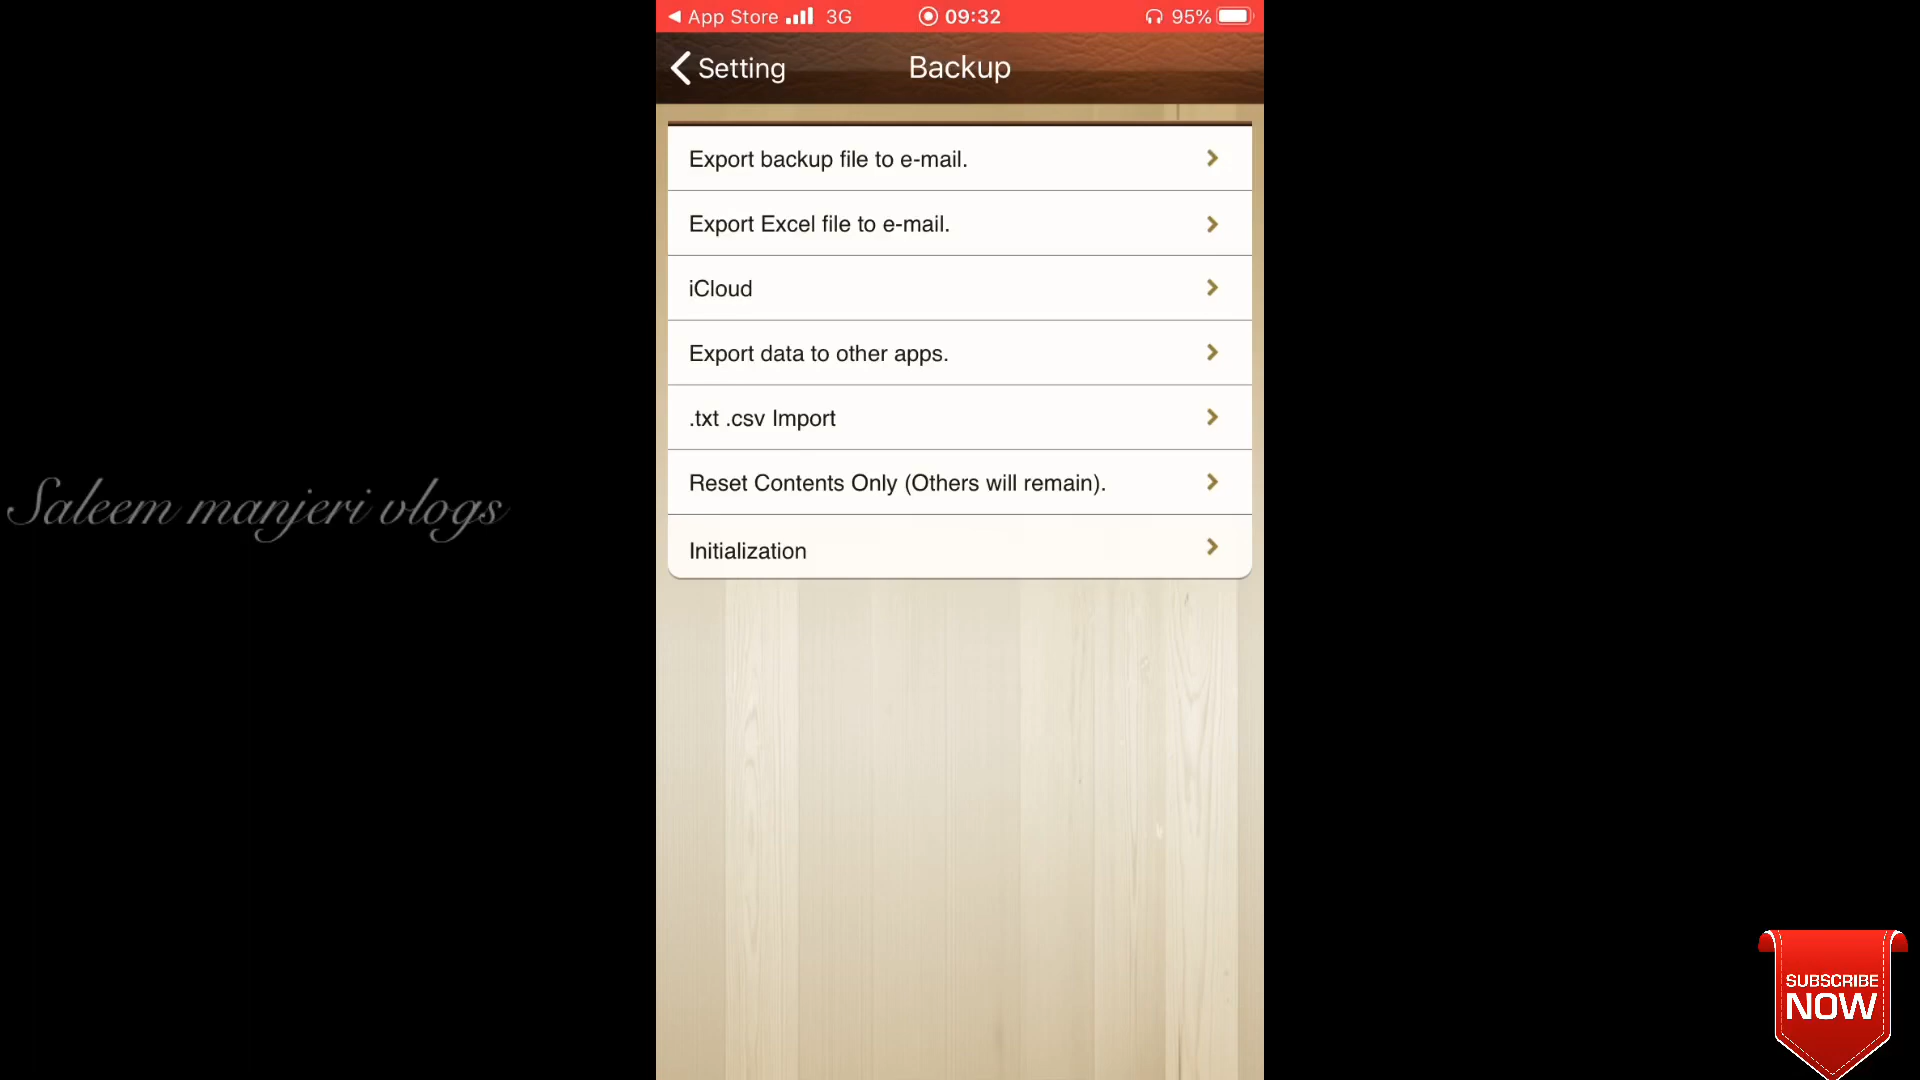 App Store 3G 09:32 95%
Setting Backup
Export backup file to e-mail.
Export Excel file to e-mail.
iCloud
Export data to other apps.
.txt .csv Import
Reset Contents Only (Others will remain).
Initialization
Saleem manjeri vlogs
SUBSCRIBE
NOW